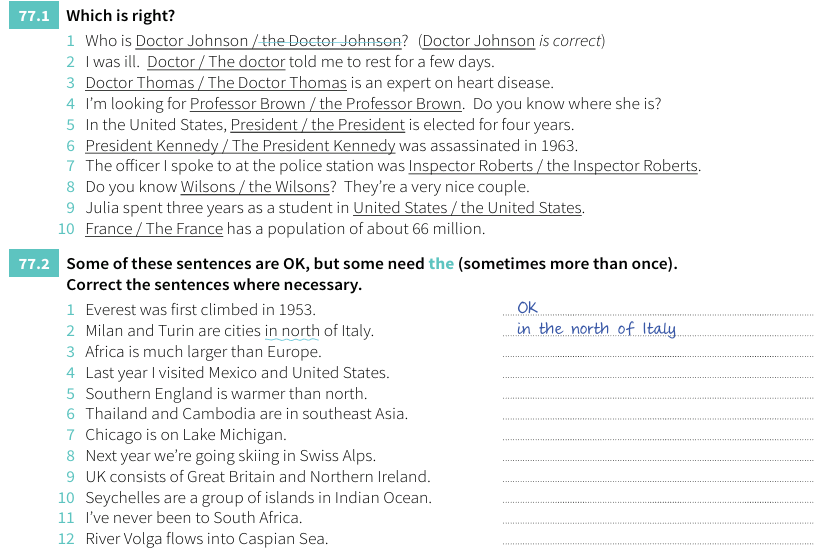 77.1 Which is right?
1 Who is Doctor Johnson / the Doctor Johnson? (Doctor Johnson is correct)
2 I was ill. Doctor / The doctor told me to rest for a few days.
3 Doctor Thomas / The Doctor Thomas is an expert on heart disease.
4 I'm looking for Professor Brown / the Professor Brown. Do you know where she is?
5 In the United States, President / the President is elected for four years.
6 President Kennedy / The President Kennedy was assassinated in 1963.
7 The officer I spoke to at the police station was Inspector Roberts / the Inspector Roberts.
8 Do you know Wilsons / the Wilsons? They're a very nice couple.
9 Julia spent three years as a student in United States / the United States.
10 France / The France has a population of about 66 million.
77.2 Some of these sentences are OK, but some need the (sometimes more than once).
Correct the sentences where necessary.
1 Everest was first climbed in 1953. OK
2 Milan and Turin are cities in north of Italy. in the north of Italy
3 Africa is much larger than Europe.
4 Last year I visited Mexico and United States.
5 Southern England is warmer than north.
6 Thailand and Cambodia are in southeast Asia.
7 Chicago is on Lake Michigan.
8 Next year we're going skiing in Swiss Alps.
9 UK consists of Great Britain and Northern Ireland.
10 Seychelles are a group of islands in Indian Ocean.
11 I've never been to South Africa.
12 River Volga flows into Caspian Sea.